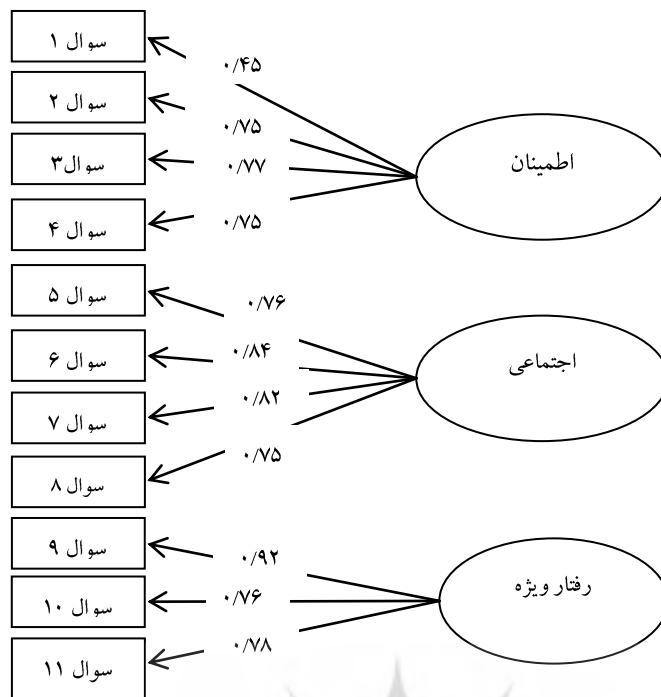 سوال ۱
۰/۴۵
سوال ۲
۰/۷۵
سوال۳
۰/۷۷
اطمینان
سوال ۴
۰/۷۵
سوال ۵
۰/۷۶
سوال ۶
۰/۸۴
اجتماعی
سوال ۷
۰/۸۲
سوال ۸
۰/۷۵
سوال ۹
۰/۹۲
رفتار ویژه
سوال ۱۰
۰/۷۶
سوال ۱۱
۰/۷۸